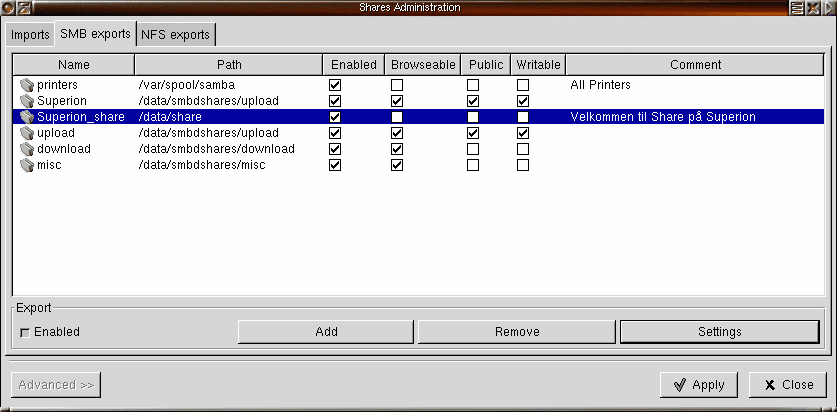 Shares Administration
Imports SMB exports NFS exports
Name Path Enabled Browseable Public Writable Comment
printers /var/spool/samba All Printers
Superion /data/smbdshares/upload
Superion_share /data/share Velkommen til Share på Superion
upload /data/smbdshares/upload
download /data/smbdshares/download
misc /data/smbdshares/misc
Export
Enabled Add Remove Settings
Advanced >> Apply Close